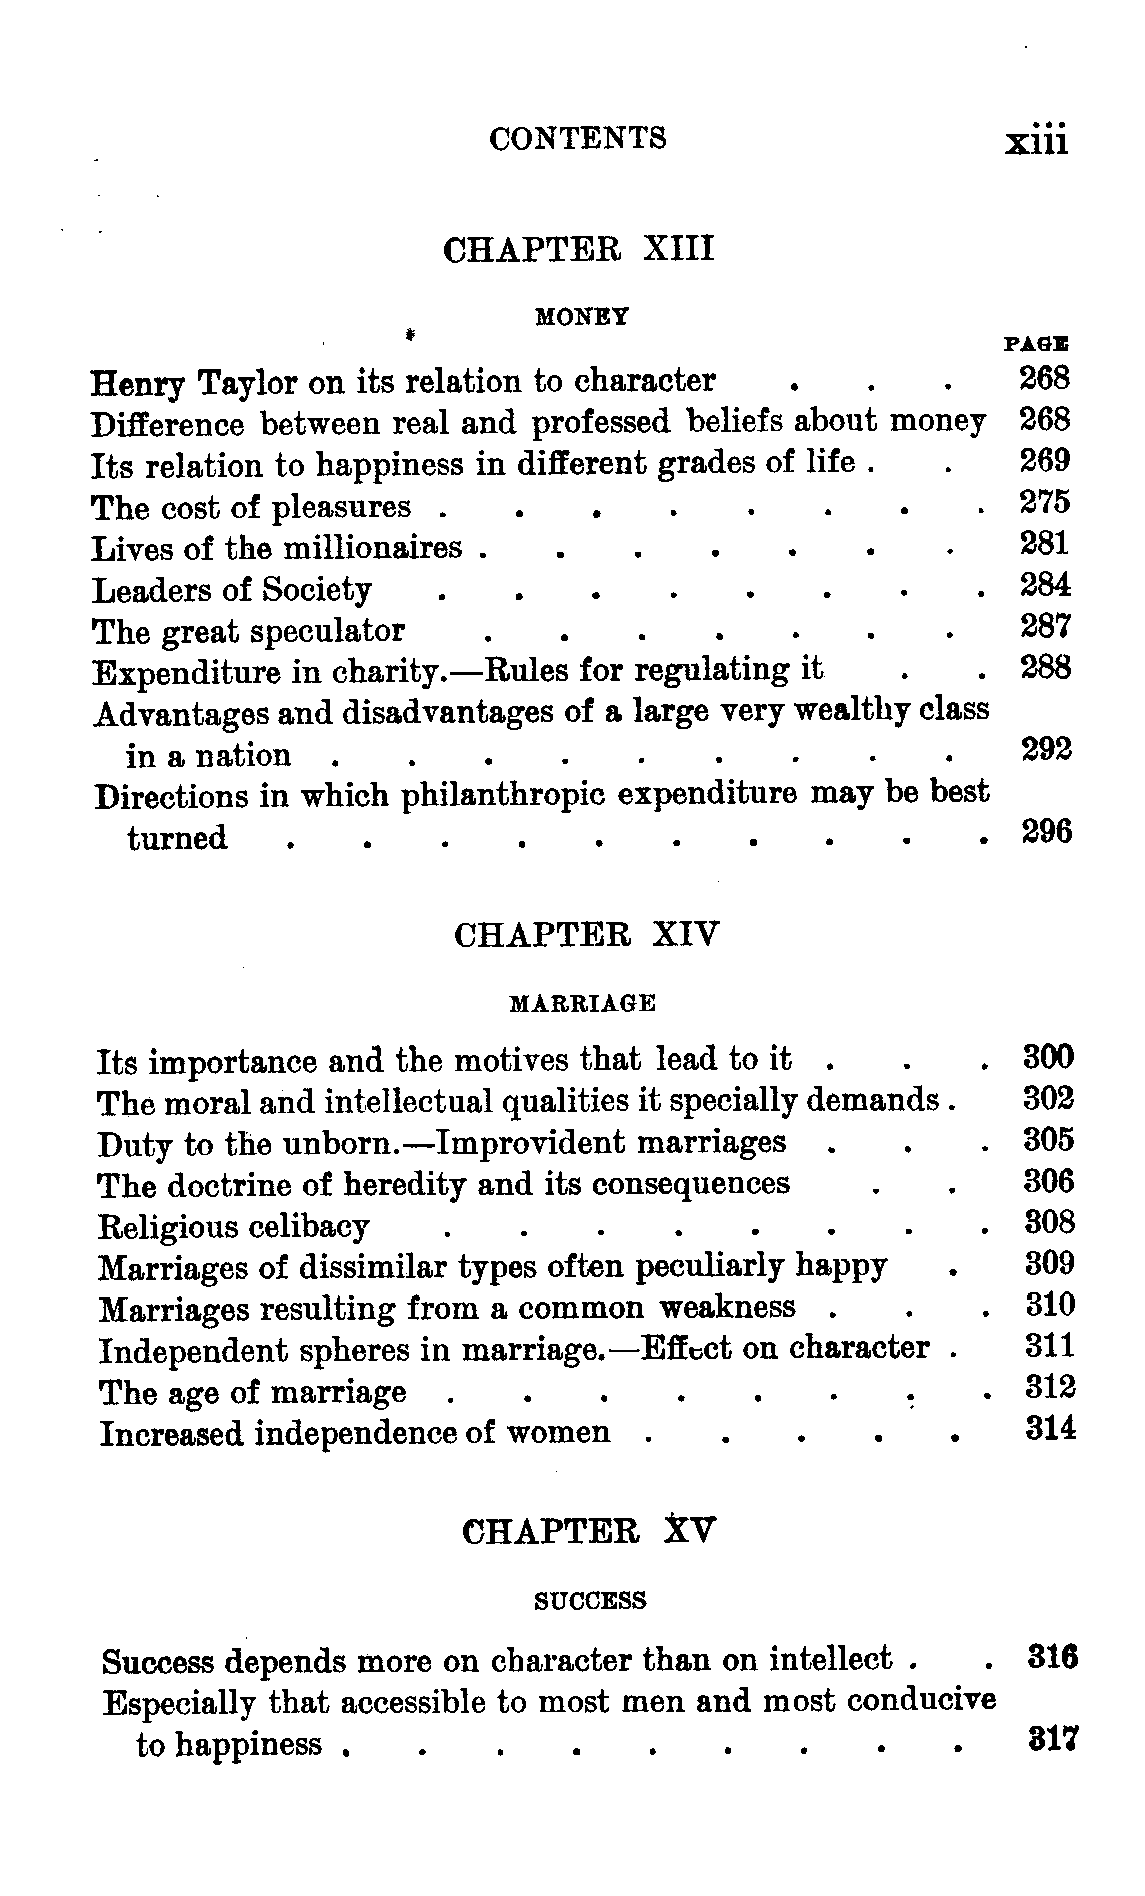 CONTENTS xiii
CHAPTER XIII
MONEY
PAGE
Henry Taylor on its relation to character . . . 268
Difference between real and professed beliefs about money 268
Its relation to happiness in different grades of life . . 269
The cost of pleasures . . . . . . . . 275
Lives of the millionaires . . . . . . . 281
Leaders of Society . . . . . . . . 284
The great speculator . . . . . . . 287
Expenditure in charity.—Rules for regulating it . . 288
Advantages and disadvantages of a large very wealthy class
in a nation . . . . . . . . . 292
Directions in which philanthropic expenditure may be best
turned . . . . . . . . . . 296
CHAPTER XIV
MARRIAGE
Its importance and the motives that lead to it . . . 300
The moral and intellectual qualities it specially demands . 302
Duty to the unborn.—Improvident marriages . . . 305
The doctrine of heredity and its consequences . . 306
Religious celibacy . . . . . . . . 308
Marriages of dissimilar types often peculiarly happy . 309
Marriages resulting from a common weakness . . . 310
Independent spheres in marriage.—Effect on character . 311
The age of marriage . . . . . . . . 312
Increased independence of women . . . . . 314
CHAPTER XV
SUCCESS
Success depends more on character than on intellect . . 316
Especially that accessible to most men and most conducive
to happiness . . . . . . . . . 317